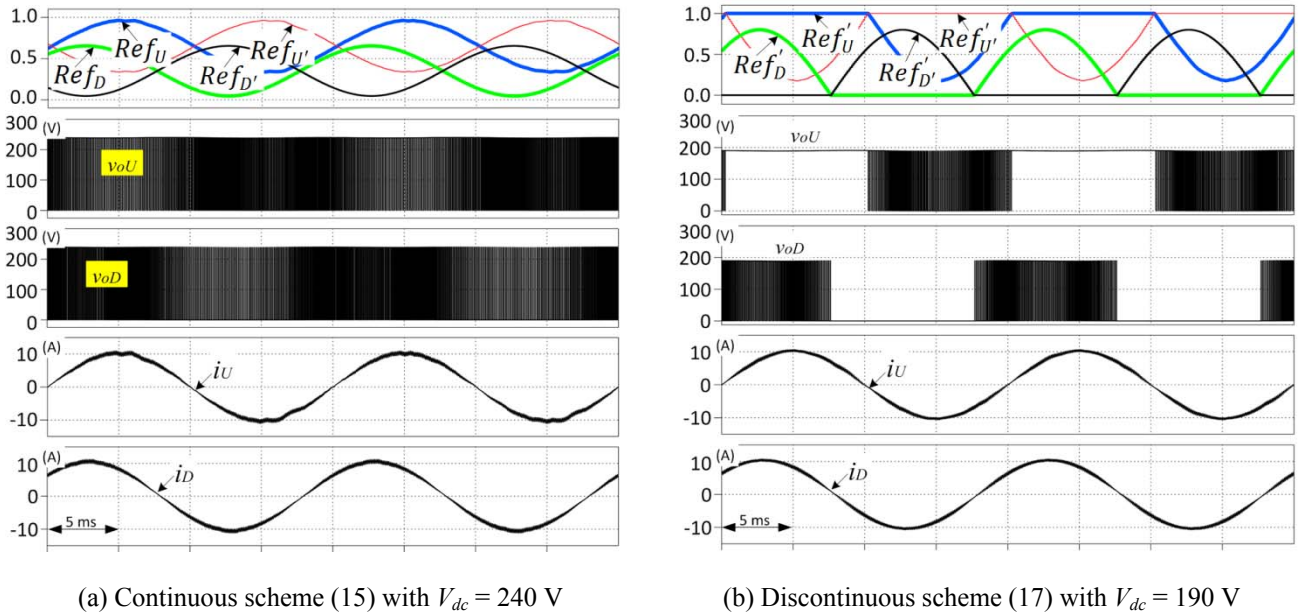 1.0
0.5
0.0
Ref_U
Ref_U'
Ref_D
Ref_D'
300
(V)
200
100
0
voU
300
(V)
200
100
0
voD
(A)
10
0
-10
iU
(A)
10
0
-10
iD
5 ms
(a) Continuous scheme (15) with V_dc = 240 V
1.0
0.5
0.0
Ref'_U
Ref'_U'
Ref'_D
Ref'_D'
300
(V)
200
100
0
voU
300
(V)
200
100
0
voD
(A)
10
0
-10
iU
(A)
10
0
-10
iD
5 ms
(b) Discontinuous scheme (17) with V_dc = 190 V